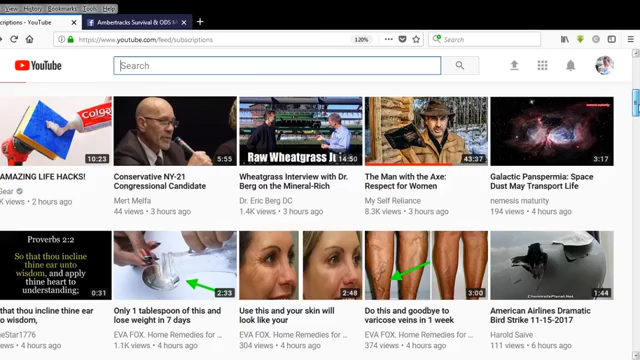 View History Bookmarks Tools Help
scriptions - YouTube × Ambertracks Survival & ODS M ×
https://www.youtube.com/feed/subscriptions 120% Search
YouTube Search
Colga
10:23 5:55 Raw Wheatgrass Ju 14:50 43:37 3:17
AMAZING LIFE HACKS!
Gear
K views • 2 hours ago
Conservative NY-21
Congressional Candidate
Mert Melfa
44 views • 3 hours ago
Wheatgrass Interview with Dr.
Berg on the Mineral-Rich
Dr. Eric Berg DC
1.4K views • 3 hours ago
The Man with the Axe:
Respect for Women
My Self Reliance
8.3K views • 3 hours ago
Galactic Panspermia: Space
Dust May Transport Life
nemesis maturity
194 views • 4 hours ago
Proverbs 2:2
So that thou incline
thine ear unto
wisdom, and apply
thine heart to
understanding;
0:31 2:33 2:48 3:00 1:44
that thou incline thine ear
to wisdom,
eStar1776
views • 4 hours ago
Only 1 tablespoon of this and
lose weight in 7 days
EVA FOX. Home Remedies for
1.1K views • 4 hours ago
Use this and your skin will
look like your
EVA FOX. Home Remedies for
244 views • 4 hours ago
Do this and goodbye to
varicose veins in 1 week
EVA FOX. Home Remedies for
374 views • 4 hours ago
American Airlines Dramatic
Bird Strike 11-15-2017
Harold Saive
111 views • 6 hours ago